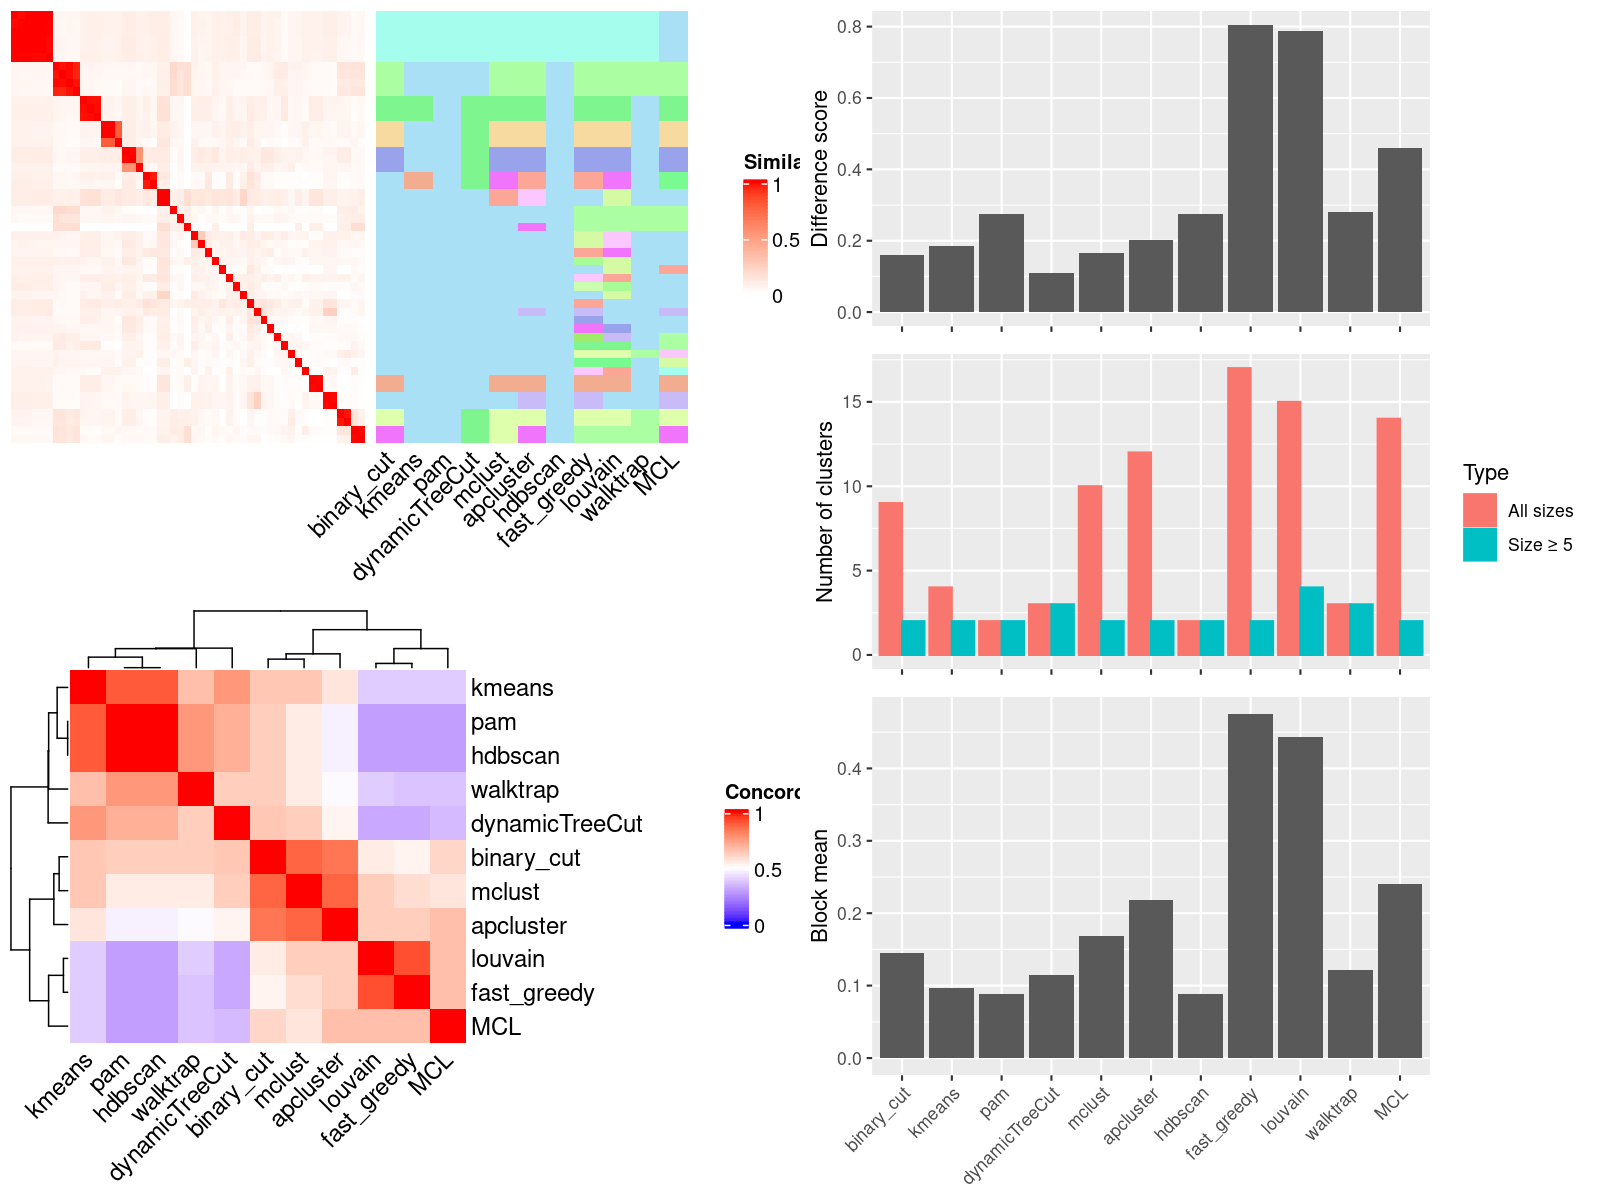 Simila
1
0.5
0
binary_cut
kmeans
pam
dynamicTreeCut
mclust
apcluster
hdbscan
fast_greedy
louvain
walktrap
MCL
kmeans
pam
hdbscan
walktrap
dynamicTreeCut
binary_cut
mclust
apcluster
louvain
fast_greedy
MCL
Concord
1
0.5
0
kmeans
pam
hdbscan
walktrap
dynamicTreeCut
binary_cut
mclust
apcluster
louvain
fast_greedy
MCL
Difference score
0.8
0.6
0.4
0.2
0.0
Number of clusters
15
10
5
0
Type
All sizes
Size ≥ 5
Block mean
0.4
0.3
0.2
0.1
0.0
binary_cut
kmeans
pam
dynamicTreeCut
mclust
apcluster
hdbscan
fast_greedy
louvain
walktrap
MCL